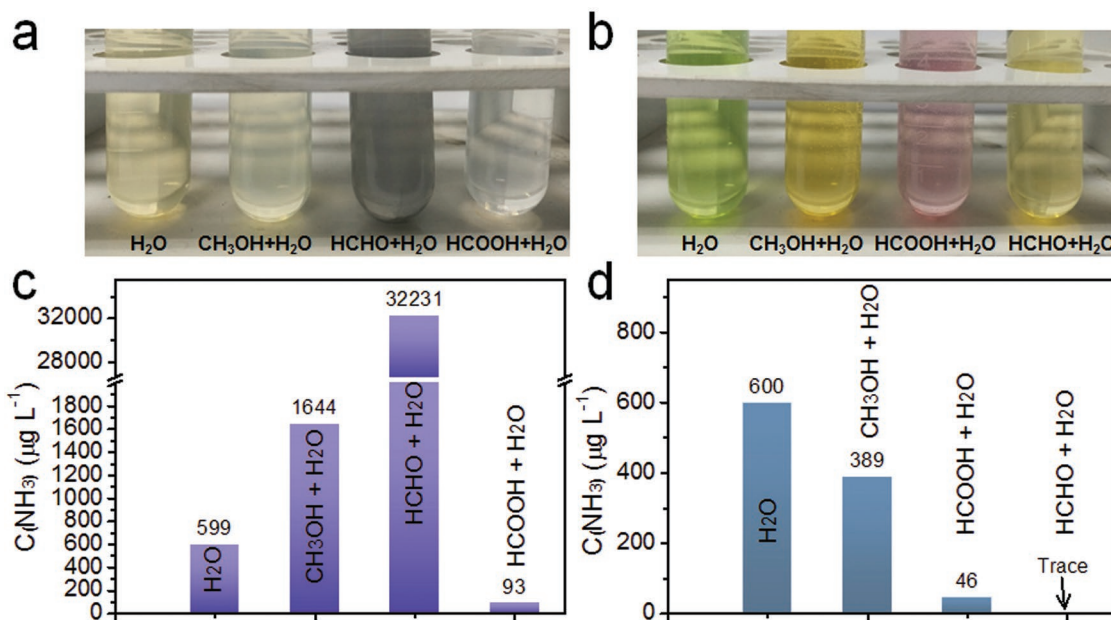 a
H₂O CH₃OH+H₂O HCHO+H₂O HCOOH+H₂O
b
H₂O CH₃OH+H₂O HCOOH+H₂O HCHO+H₂O
c
C(NH₃) (μg L⁻¹)
32000
28000
1800
1600
1400
1200
1000
800
600
400
200
0
599
H₂O
1644
CH₃OH + H₂O
32231
HCHO + H₂O
HCOOH + H₂O
93
d
C(NH₃) (μg L⁻¹)
800
600
400
200
0
600
H₂O
CH₃OH + H₂O
389
HCOOH + H₂O
46
HCHO + H₂O
Trace